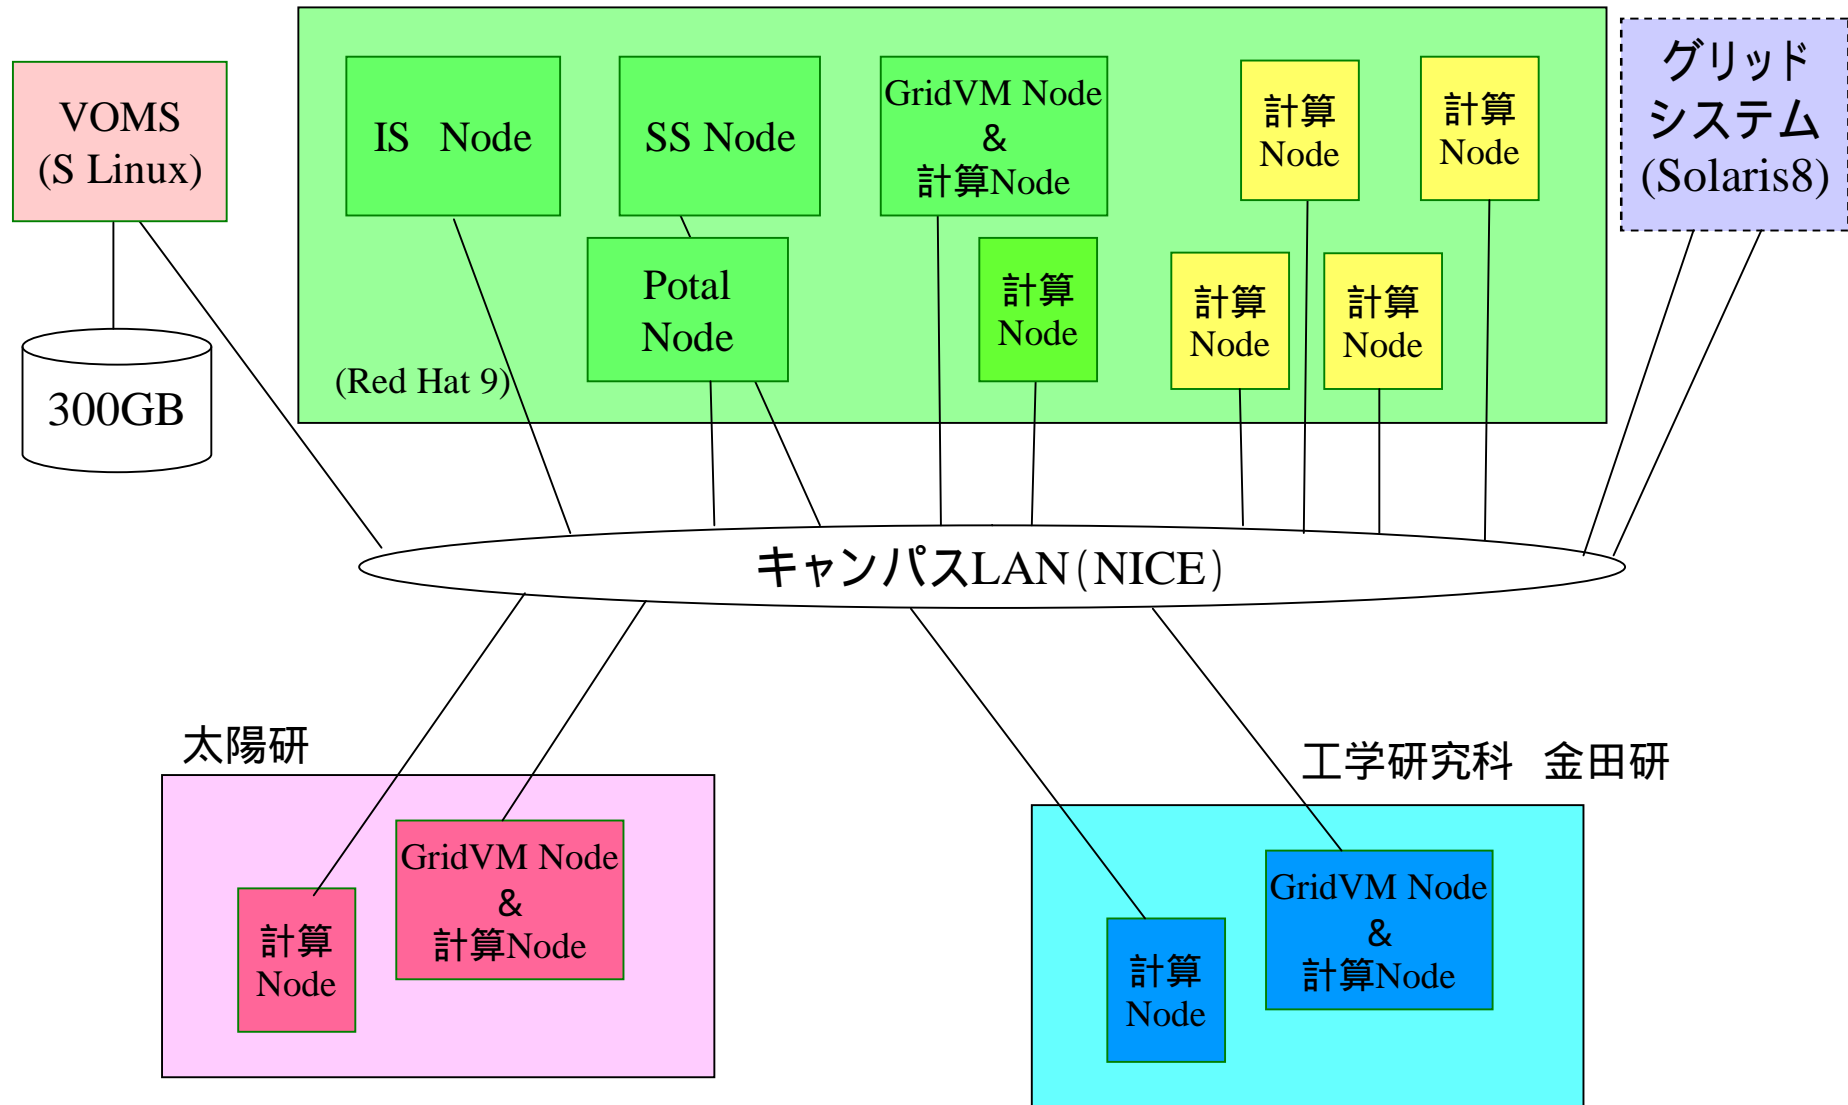 VOMS
(S Linux)
300GB
IS Node
SS Node
GridVM Node
&
計算Node
計算
Node
計算
Node
グリッド
システム
(Solaris8)
Potal
Node
計算
Node
計算
Node
計算
Node
(Red Hat 9)
キャンパスLAN(NICE)
太陽研
計算
Node
GridVM Node
&
計算Node
工学研究科 金田研
計算
Node
GridVM Node
&
計算Node